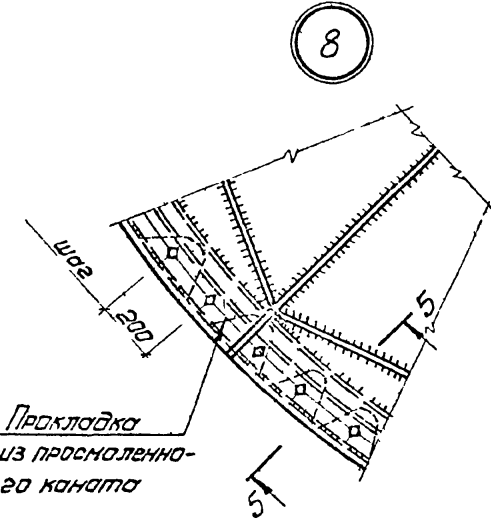 8
5
шаг
200
Прокладка
из просмоленно-
го каната
5